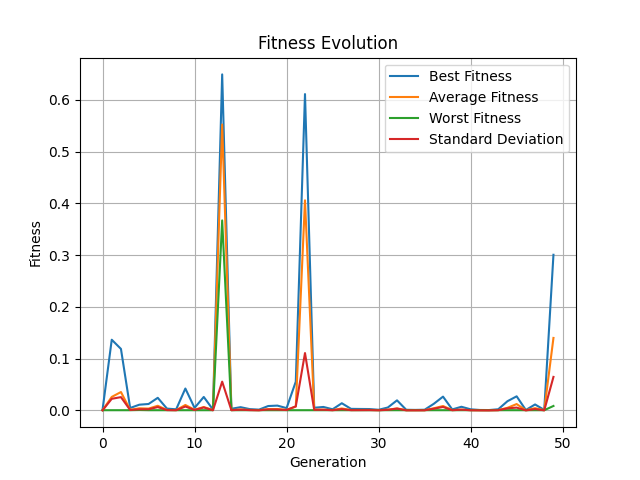 Fitness Evolution
Best Fitness
Average Fitness
Worst Fitness
Standard Deviation
Fitness
0.6
0.5
0.4
0.3
0.2
0.1
0.0
0 10 20 30 40 50
Generation